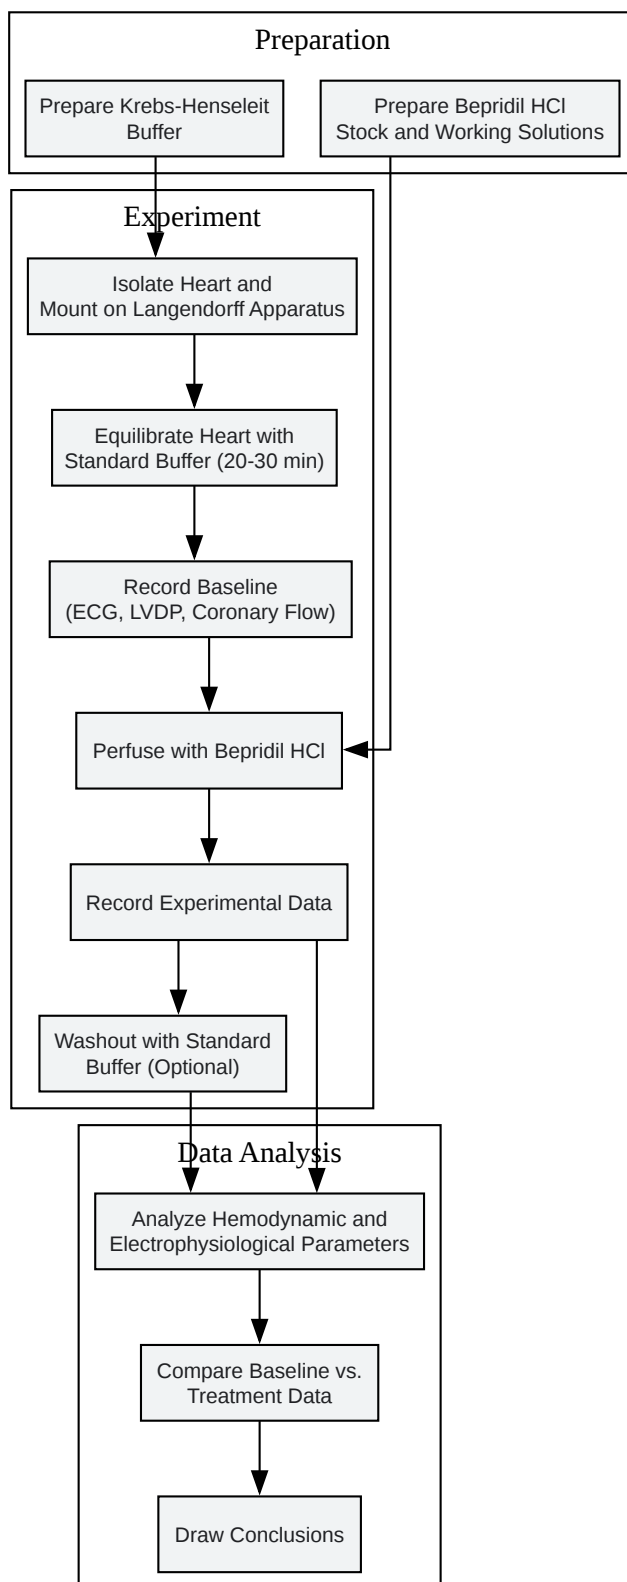 Preparation
Prepare Krebs-Henseleit
Buffer
Prepare Bepridil HCl
Stock and Working Solutions
Experiment
Isolate Heart and
Mount on Langendorff Apparatus
Equilibrate Heart with
Standard Buffer (20-30 min)
Record Baseline
(ECG, LVDP, Coronary Flow)
Perfuse with Bepridil HCl
Record Experimental Data
Washout with Standard
Buffer (Optional)
Data Analysis
Analyze Hemodynamic and
Electrophysiological Parameters
Compare Baseline vs.
Treatment Data
Draw Conclusions